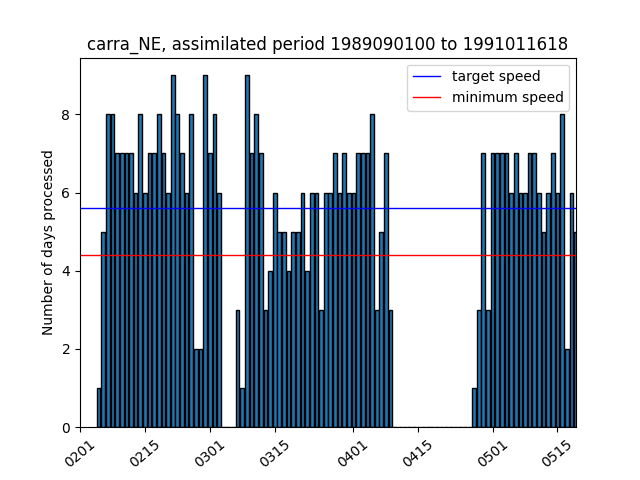 carra_NE, assimilated period 1989090100 to 1991011618
target speed
minimum speed
Number of days processed
8
6
4
2
0
0201 0215 0301 0315 0401 0415 0501 0515